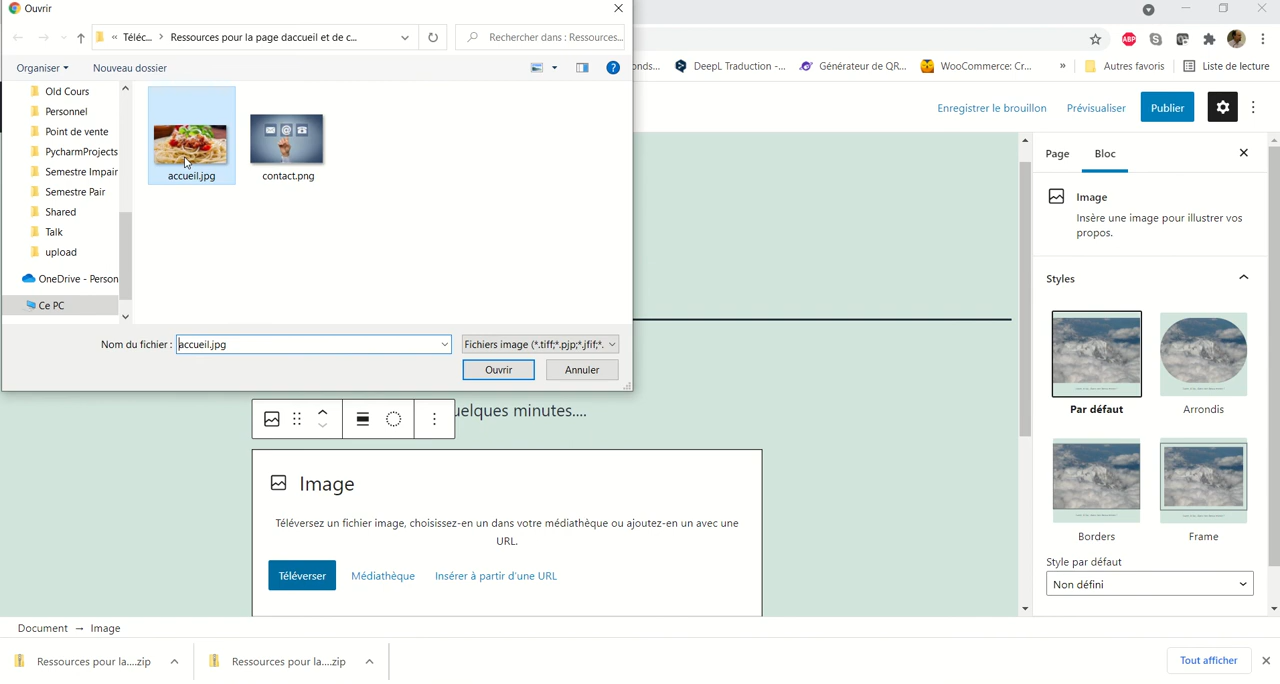 Ouvrir
« Téléc... > Ressources pour la page daccueil et de c...
Rechercher dans : Ressources...
Organiser
Nouveau dossier
?
Old Cours
Personnel
Point de vente
PycharmProjects
Semestre Impair
Semestre Pair
Shared
Talk
upload
OneDrive - Person
Ce PC
accueil.jpg
contact.png
Nom du fichier :
accueil.jpg
Fichiers image (*.tiff;*.pjp;*.jfif;*.
Ouvrir
Annuler
ABP
onds...
DeepL Traduction -...
Générateur de QR...
WooCommerce: Cr...
»
Autres favoris
Liste de lecture
Enregistrer le brouillon
Prévisualiser
Publier
uelques minutes....
Image
Téléversez un fichier image, choisissez-en un dans votre médiathèque ou ajoutez-en un avec une
URL.
Téléverser
Médiathèque
Insérer à partir d'une URL
Page
Bloc
Image
Insère une image pour illustrer vos
propos.
Styles
Par défaut
Arrondis
Borders
Frame
Style par défaut
Non défini
Document → Image
Ressources pour la....zip
Ressources pour la....zip
Tout afficher